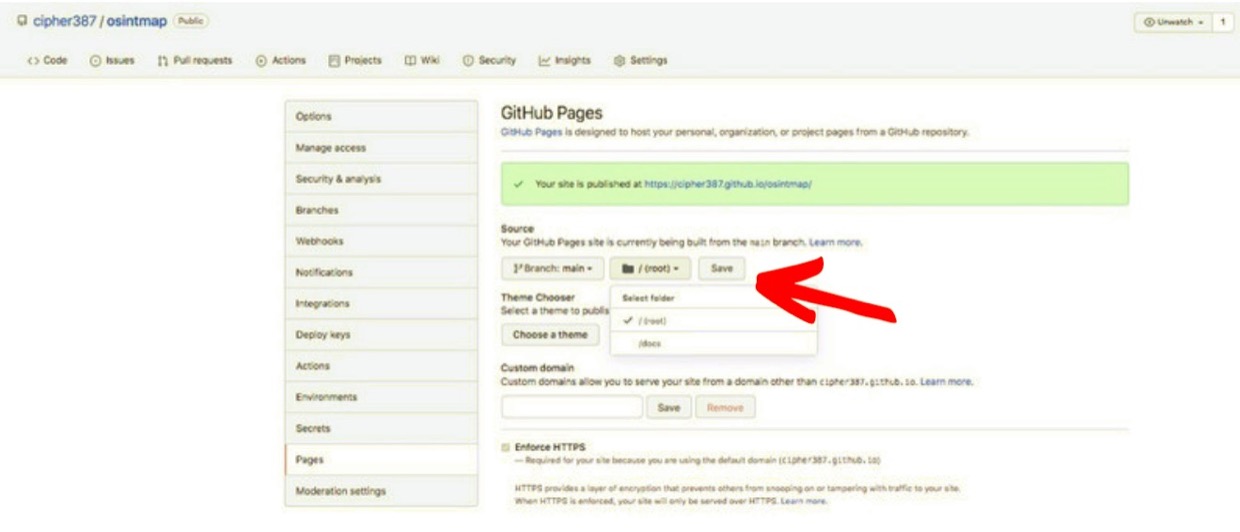 cipher387 / osintmap Public
Unwatch 1
Code Issues Pull requests Actions Projects Wiki Security Insights Settings
Options
Manage access
Security & analysis
Branches
Webhooks
Notifications
Integrations
Deploy keys
Actions
Environments
Secrets
Pages
Moderation settings
GitHub Pages
GitHub Pages is designed to host your personal, organization, or project pages from a GitHub repository.
Your site is published at https://cipher387.github.io/osintmap/
Source
Your GitHub Pages site is currently being built from the main branch. Learn more.
Branch: main / (root) Save
Select folder
/ (root)
/docs
Theme Chooser
Select a theme to publis
Choose a theme
Custom domain
Custom domains allow you to serve your site from a domain other than cipher387.github.io. Learn more.
Save Remove
Enforce HTTPS
— Required for your site because you are using the default domain (cipher387.github.io)
HTTPS provides a layer of encryption that prevents others from snooping on or tampering with traffic to your site.
When HTTPS is enforced, your site will only be served over HTTPS. Learn more.